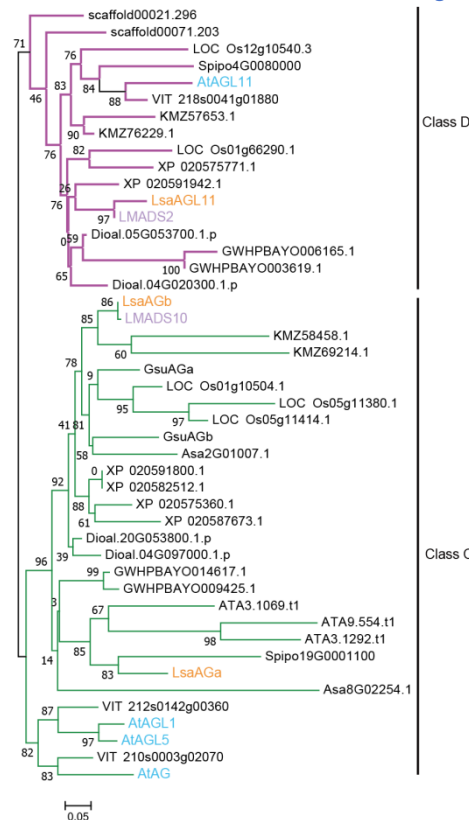 71
scaffold00021.296
scaffold00071.203
46
LOC Os12g10540.3
76
Spipo4G0080000
84
AtAGL11
88
VIT 218s0041g01880
83
KMZ57653.1
90
KMZ76229.1
Class D
76
LOC Os01g66290.1
82
XP 020575771.1
26
XP 020591942.1
76
LsaAGL11
97
LMADS2
59
Dioal.05G053700.1.p
0
GWHPBAYO006165.1
100
GWHPBAYO003619.1
65
Dioal.04G020300.1.p
LsaAGb
86
LMADS10
85
KMZ58458.1
60
KMZ69214.1
78
GsuAGa
9
LOC Os01g10504.1
95
LOC Os05g11380.1
97
LOC Os05g11414.1
41
81
GsuAGb
58
Asa2G01007.1
0
XP 020591800.1
XP 020582512.1
92
88
XP 020575360.1
61
XP 020587673.1
Dioal.20G053800.1.p
39
Dioal.04G097000.1.p
Class C
96
99
GWHPBAYO014617.1
GWHPBAYO009425.1
3
67
ATA3.1069.t1
ATA9.554.t1
98
ATA3.1292.t1
85
Spipo19G0001100
14
83
LsaAGa
Asa8G02254.1
87
VIT 212s0142g00360
AtAGL1
97
AtAGL5
82
VIT 210s0003g02070
83
AtAG
0.05